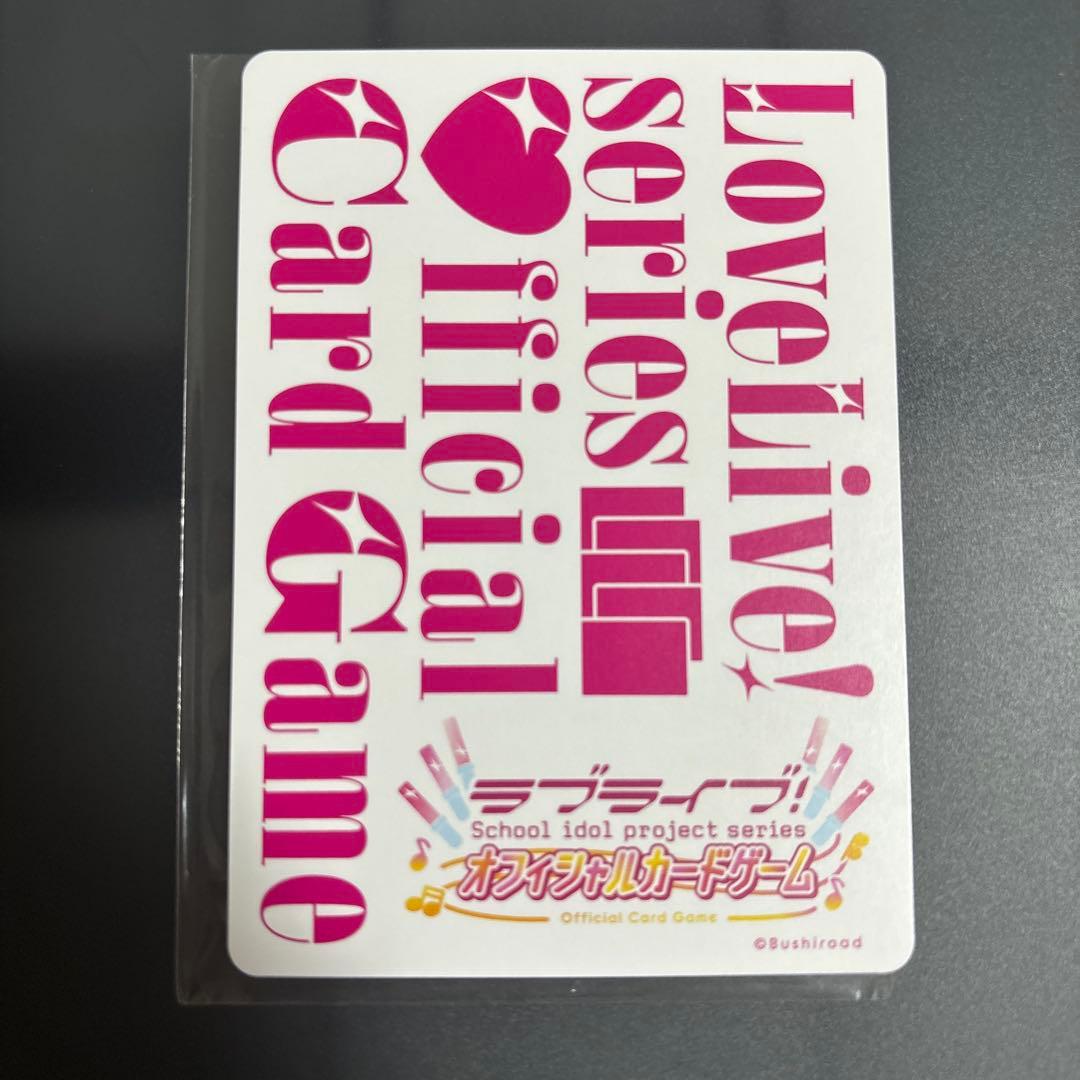 LoveLive!
series
Official
Card Game
ラブライブ!
School idol project series
オフィシャルカードゲーム
Official Card Game
©Bushiroad